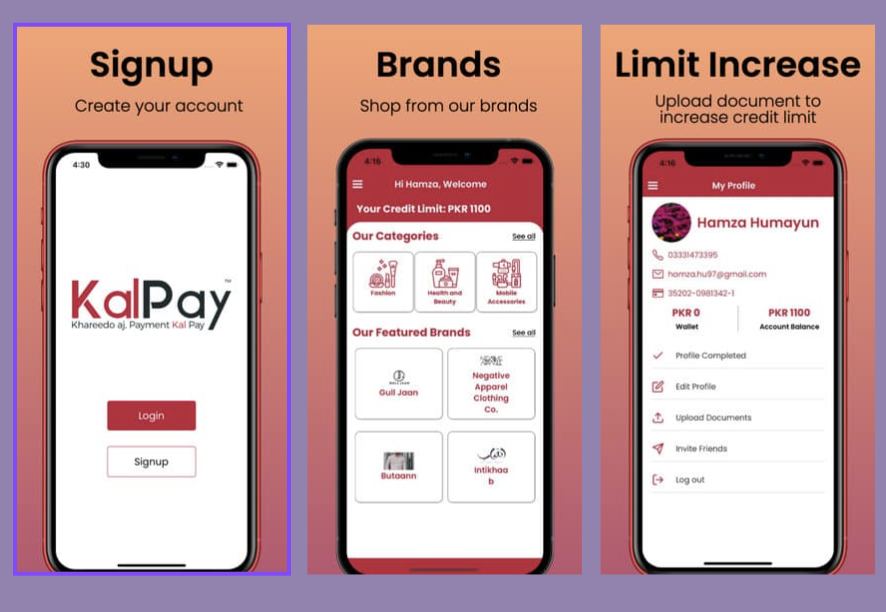 Signup
Create your account
4:30
KalPay
TM
Khareedo aj, Payment Kal Pay
Login
Signup
Brands
Shop from our brands
4:16
Hi Hamza, Welcome
Your Credit Limit: PKR 1100
Our Categories
See all
Fashion
Health and
Beauty
Mobile
Accessories
Our Featured Brands
See all
Gull Jaan
Negative
Apparel
Clothing
Co.
Butaann
Intikhaa
b
Limit Increase
Upload document to
increase credit limit
4:16
My Profile
Hamza Humayun
03331473395
hamza.hu97@gmail.com
35202-0981342-1
PKR 0
Wallet
PKR 1100
Account Balance
Profile Completed
Edit Profile
Upload Documents
Invite Friends
Log out